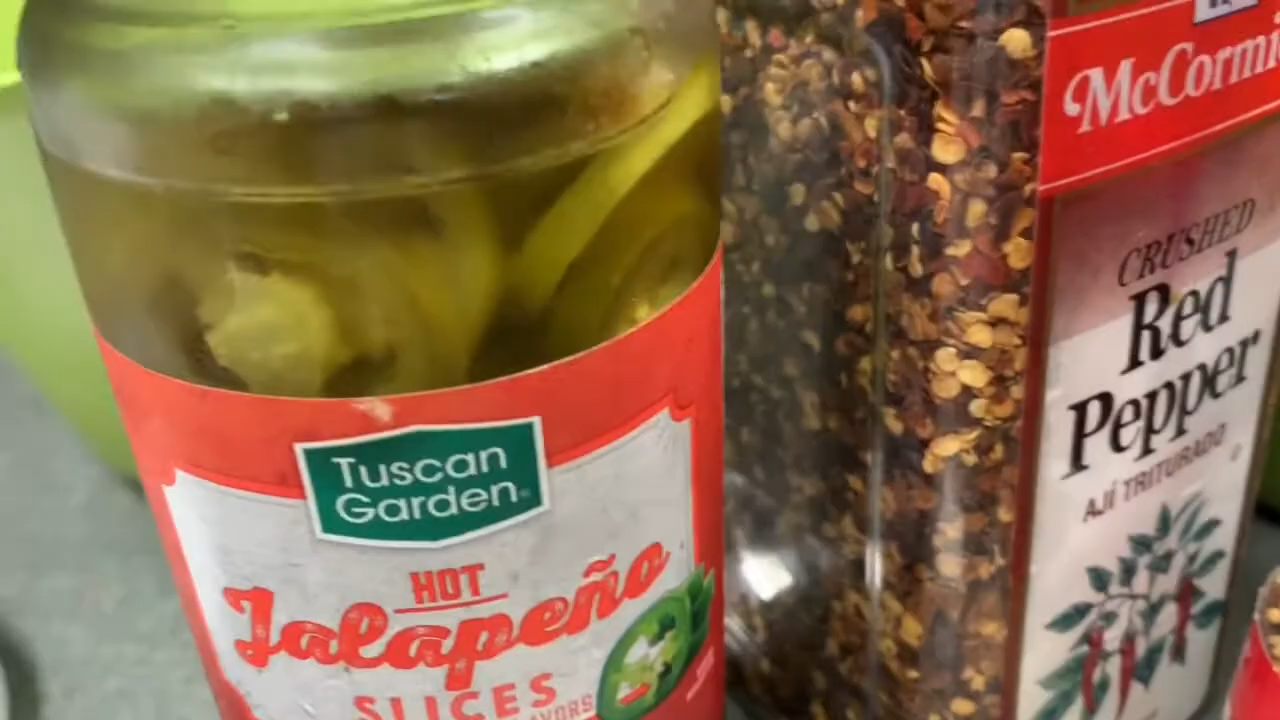 Tuscan
Garden
HOT
Jalapeño
SLICES
McCormi
CRUSHED
Red
Pepper
AJÍ TRITURADO